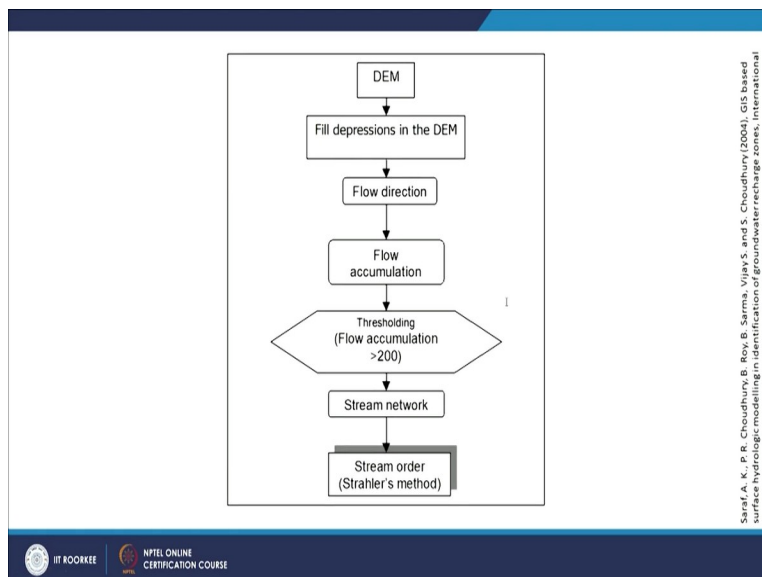 DEM
Fill depressions in the DEM
Flow direction
Flow
accumulation
Thresholding
(Flow accumulation
>200)
Stream network
Stream order
(Strahler's method)
Saraf, A. K., P. R. Choudhury, B. Roy, B. Sarma, Vijay S. and S. Choudhury (2004), GIS based
surface hydrologic modelling in identification of groundwater recharge zones, International
IIT ROORKEE
NPTEL
NPTEL ONLINE
CERTIFICATION COURSE